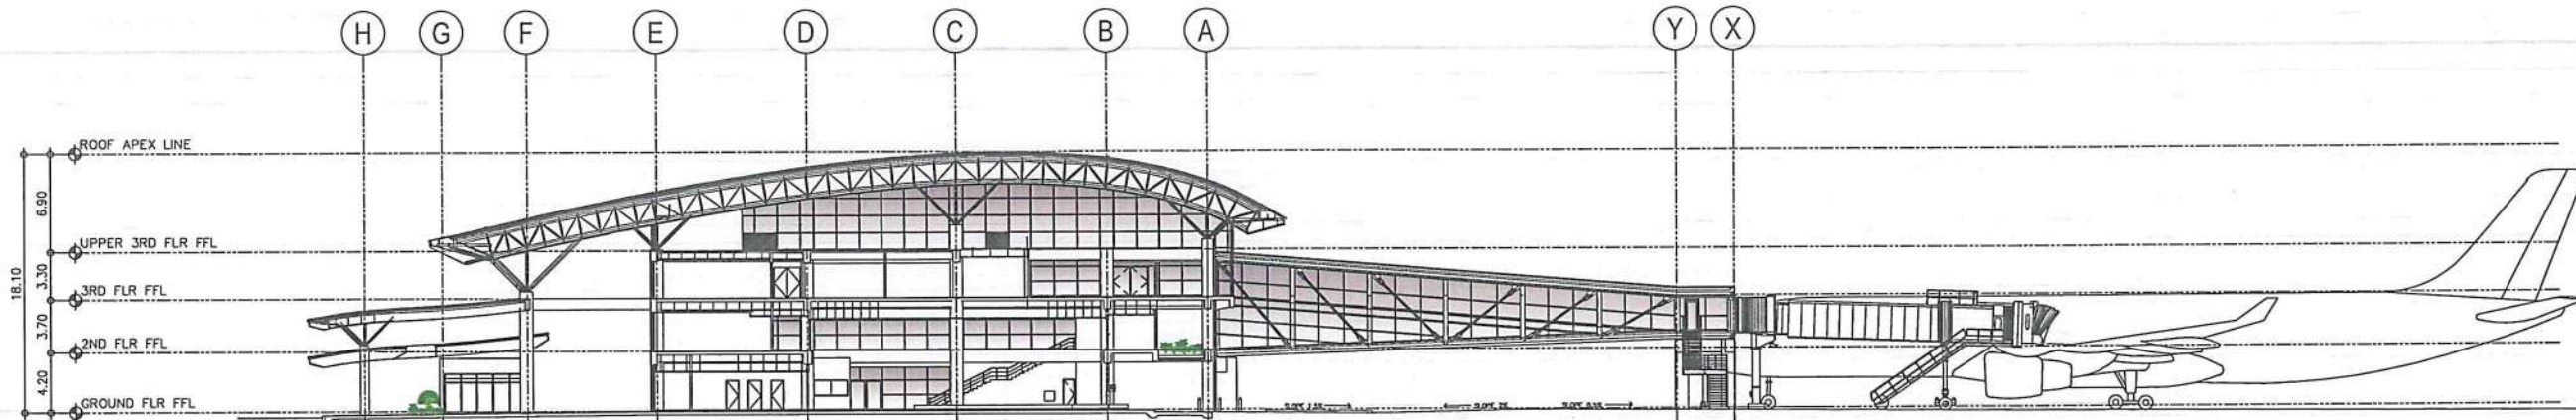 H G F E D C B A Y X
ROOF APEX LINE
6.90
UPPER 3RD FLR FFL
3.30
18.10
3RD FLR FFL
3.70
2ND FLR FFL
4.20
GROUND FLR FFL